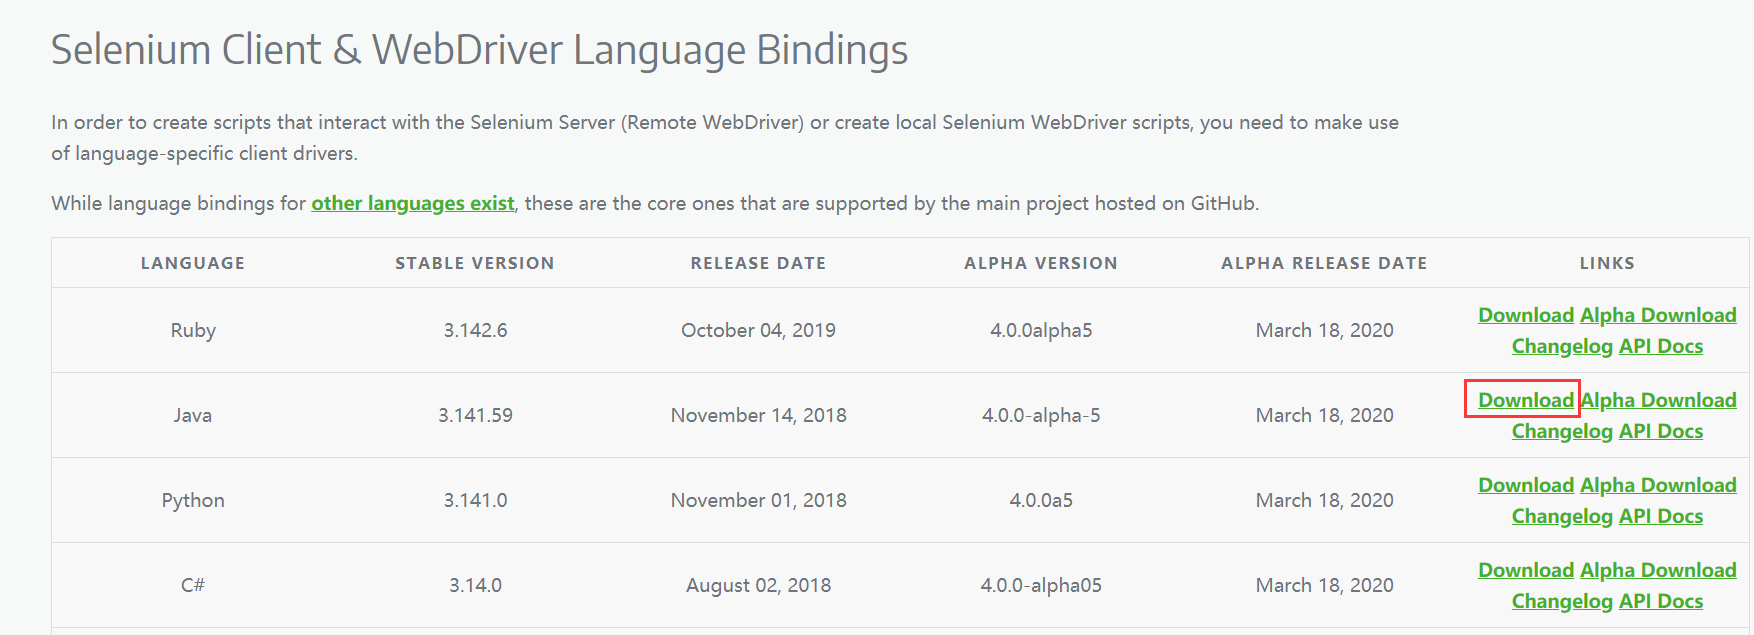 Selenium Client & WebDriver Language Bindings
In order to create scripts that interact with the Selenium Server (Remote WebDriver) or create local Selenium WebDriver scripts, you need to make use
of language-specific client drivers.
While language bindings for other languages exist, these are the core ones that are supported by the main project hosted on GitHub.
LANGUAGE STABLE VERSION RELEASE DATE ALPHA VERSION ALPHA RELEASE DATE LINKS
Ruby 3.142.6 October 04, 2019 4.0.0alpha5 March 18, 2020 Download Alpha Download
Changelog API Docs
Java 3.141.59 November 14, 2018 4.0.0-alpha-5 March 18, 2020 Download Alpha Download
Changelog API Docs
Python 3.141.0 November 01, 2018 4.0.0a5 March 18, 2020 Download Alpha Download
Changelog API Docs
C# 3.14.0 August 02, 2018 4.0.0-alpha05 March 18, 2020 Download Alpha Download
Changelog API Docs